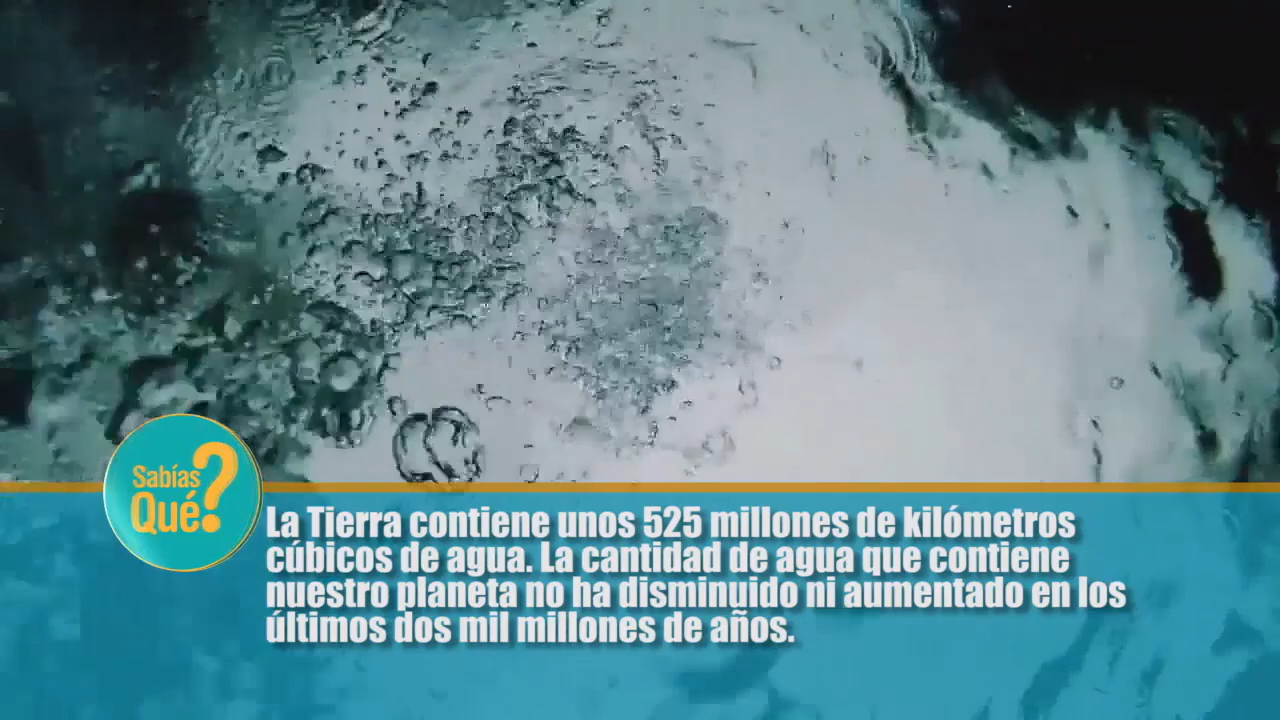 Sabías
Qué?
La Tierra contiene unos 525 millones de kilómetros
cúbicos de agua. La cantidad de agua que contiene
nuestro planeta no ha disminuido ni aumentado en los
últimos dos mil millones de años.